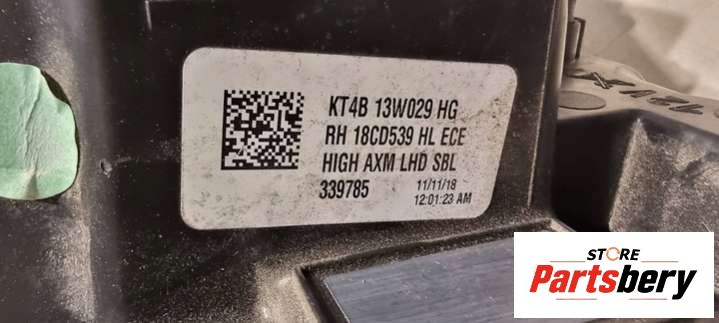 KT4B 13W029 HG
RH 18CD539 HL ECE
HIGH AXM LHD SBL
339785
11/11/18
12:01:23 AM
STORE
Partsbery